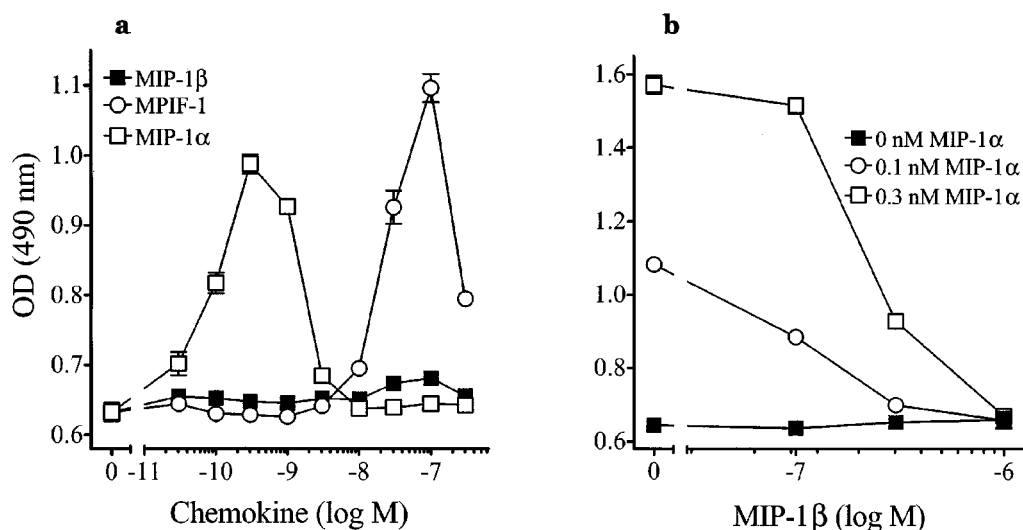 a
MIP-1β
MPIF-1
MIP-1α
1.1
1.0
0.9
0.8
0.7
0.6
OD (490 nm)
0 -11 -10 -9 -8 -7
Chemokine (log M)
b
0 nM MIP-1α
0.1 nM MIP-1α
0.3 nM MIP-1α
1.6
1.4
1.2
1.0
0.8
0.6
0 -7 -6
MIP-1β (log M)